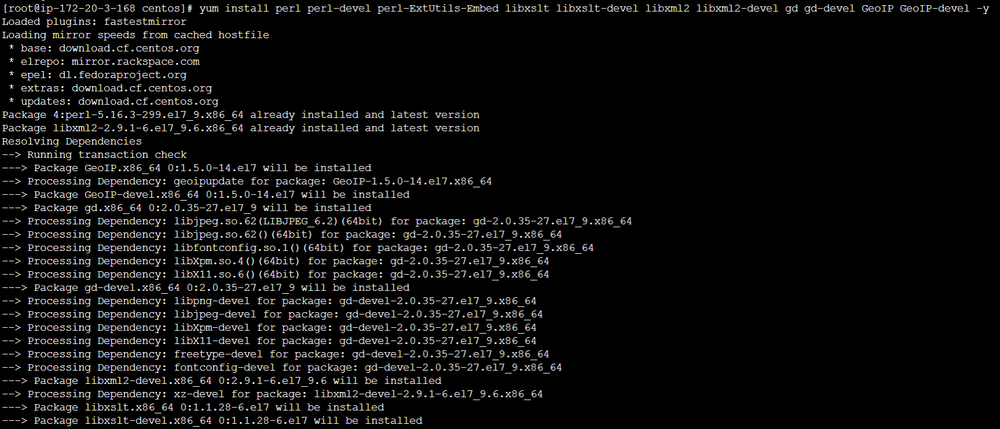 [root@ip-172-20-3-168 centos]# yum install perl perl-devel perl-ExtUtils-Embed libxslt libxslt-devel libxml2 libxml2-devel gd gd-devel GeoIP GeoIP-devel -y
Loaded plugins: fastestmirror
Loading mirror speeds from cached hostfile
 * base: download.cf.centos.org
 * elrepo: mirror.rackspace.com
 * epel: dl.fedoraproject.org
 * extras: download.cf.centos.org
 * updates: download.cf.centos.org
Package 4:perl-5.16.3-299.el7_9.x86_64 already installed and latest version
Package libxml2-2.9.1-6.el7_9.6.x86_64 already installed and latest version
Resolving Dependencies
--> Running transaction check
---> Package GeoIP.x86_64 0:1.5.0-14.el7 will be installed
--> Processing Dependency: geoipupdate for package: GeoIP-1.5.0-14.el7.x86_64
---> Package GeoIP-devel.x86_64 0:1.5.0-14.el7 will be installed
---> Package gd.x86_64 0:2.0.35-27.el7_9 will be installed
--> Processing Dependency: libjpeg.so.62(LIBJPEG_6.2)(64bit) for package: gd-2.0.35-27.el7_9.x86_64
--> Processing Dependency: libjpeg.so.62()(64bit) for package: gd-2.0.35-27.el7_9.x86_64
--> Processing Dependency: libfontconfig.so.1()(64bit) for package: gd-2.0.35-27.el7_9.x86_64
--> Processing Dependency: libXpm.so.4()(64bit) for package: gd-2.0.35-27.el7_9.x86_64
--> Processing Dependency: libX11.so.6()(64bit) for package: gd-2.0.35-27.el7_9.x86_64
---> Package gd-devel.x86_64 0:2.0.35-27.el7_9 will be installed
--> Processing Dependency: libpng-devel for package: gd-devel-2.0.35-27.el7_9.x86_64
--> Processing Dependency: libjpeg-devel for package: gd-devel-2.0.35-27.el7_9.x86_64
--> Processing Dependency: libXpm-devel for package: gd-devel-2.0.35-27.el7_9.x86_64
--> Processing Dependency: libX11-devel for package: gd-devel-2.0.35-27.el7_9.x86_64
--> Processing Dependency: freetype-devel for package: gd-devel-2.0.35-27.el7_9.x86_64
--> Processing Dependency: fontconfig-devel for package: gd-devel-2.0.35-27.el7_9.x86_64
---> Package libxml2-devel.x86_64 0:2.9.1-6.el7_9.6 will be installed
--> Processing Dependency: xz-devel for package: libxml2-devel-2.9.1-6.el7_9.6.x86_64
---> Package libxslt.x86_64 0:1.1.28-6.el7 will be installed
---> Package libxslt-devel.x86_64 0:1.1.28-6.el7 will be installed